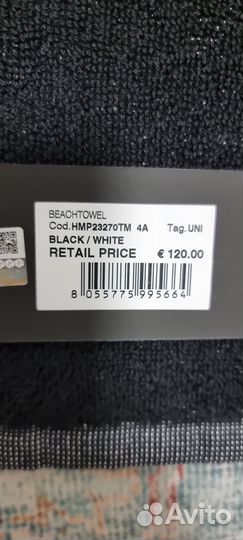 BEACHTOWEL
Cod.HMP23270TM 4A Tag.UNI
BLACK / WHITE
RETAIL PRICE € 120.00
8 055775 995664
Avito